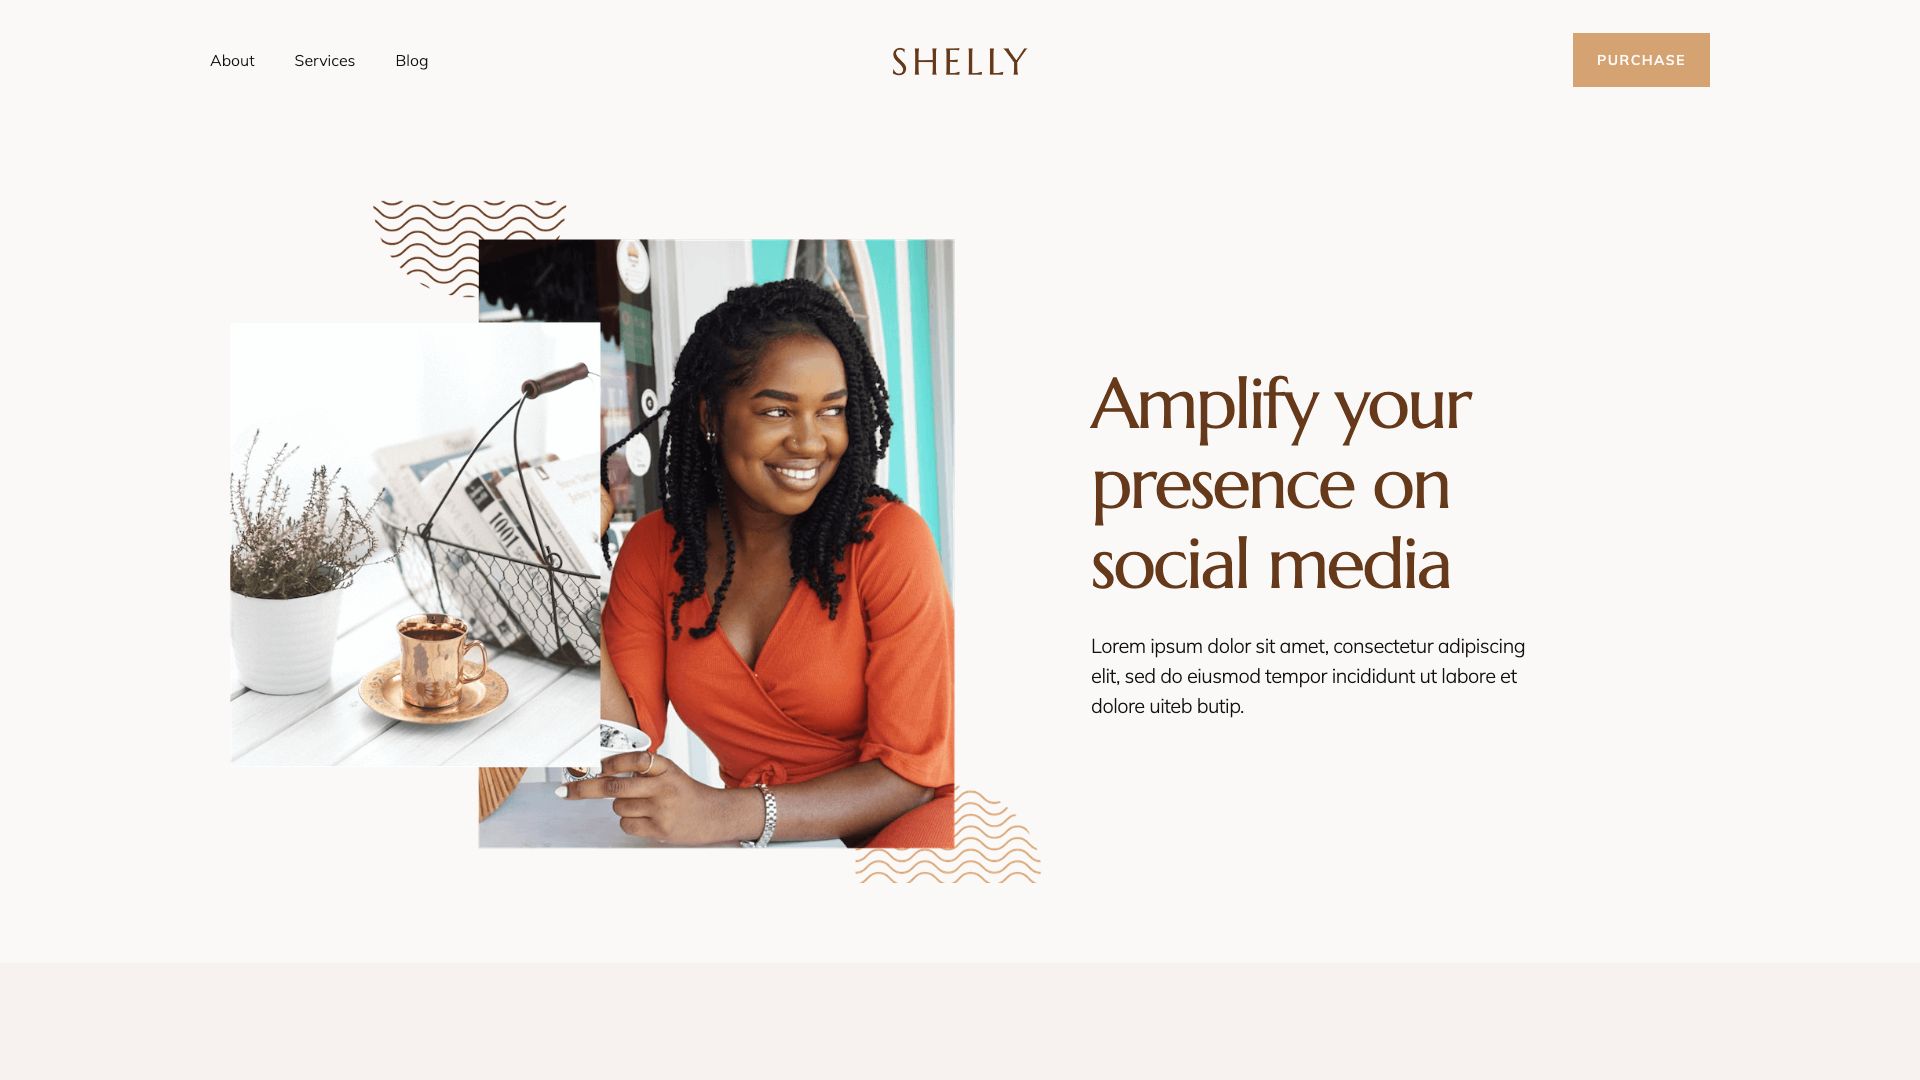 About
Services
Blog
SHELLY
PURCHASE
1001
Amplify your
presence on
social media
Lorem ipsum dolor sit amet, consectetur adipiscing
elit, sed do eiusmod tempor incididunt ut labore et
dolore uiteb butip.